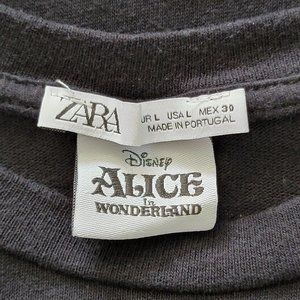 ZARA
EUR L USA L MEX 30
MADE IN PORTUGAL
Disney
ALICE
IN
WONDERLAND